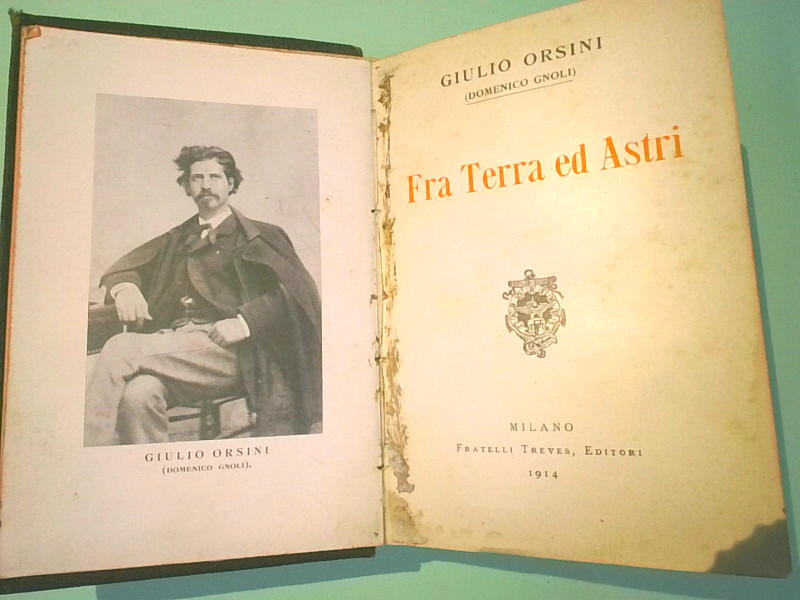 GIULIO ORSINI
(DOMENICO GNOLI).
GIULIO ORSINI
(DOMENICO GNOLI)
Fra Terra ed Astri
MILANO
FRATELLI TREVES, EDITORI
1914